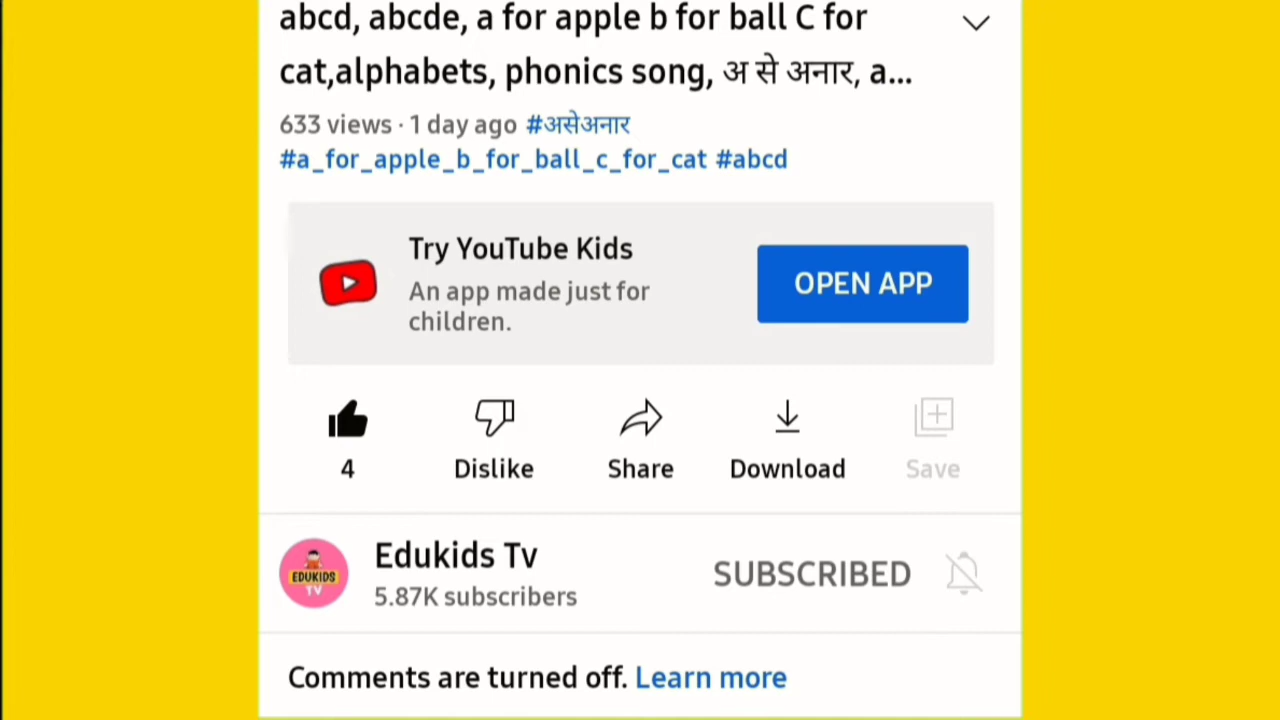 abcd, abcde, a for apple b for ball C for
cat,alphabets, phonics song, अ से अनार, a...
633 views · 1 day ago #असेअनार
#a_for_apple_b_for_ball_c_for_cat #abcd
Try YouTube Kids
An app made just for
children.
OPEN APP
4
Dislike
Share
Download
Save
EDUKIDS
TV
Edukids Tv
5.87K subscribers
SUBSCRIBED
Comments are turned off. Learn more